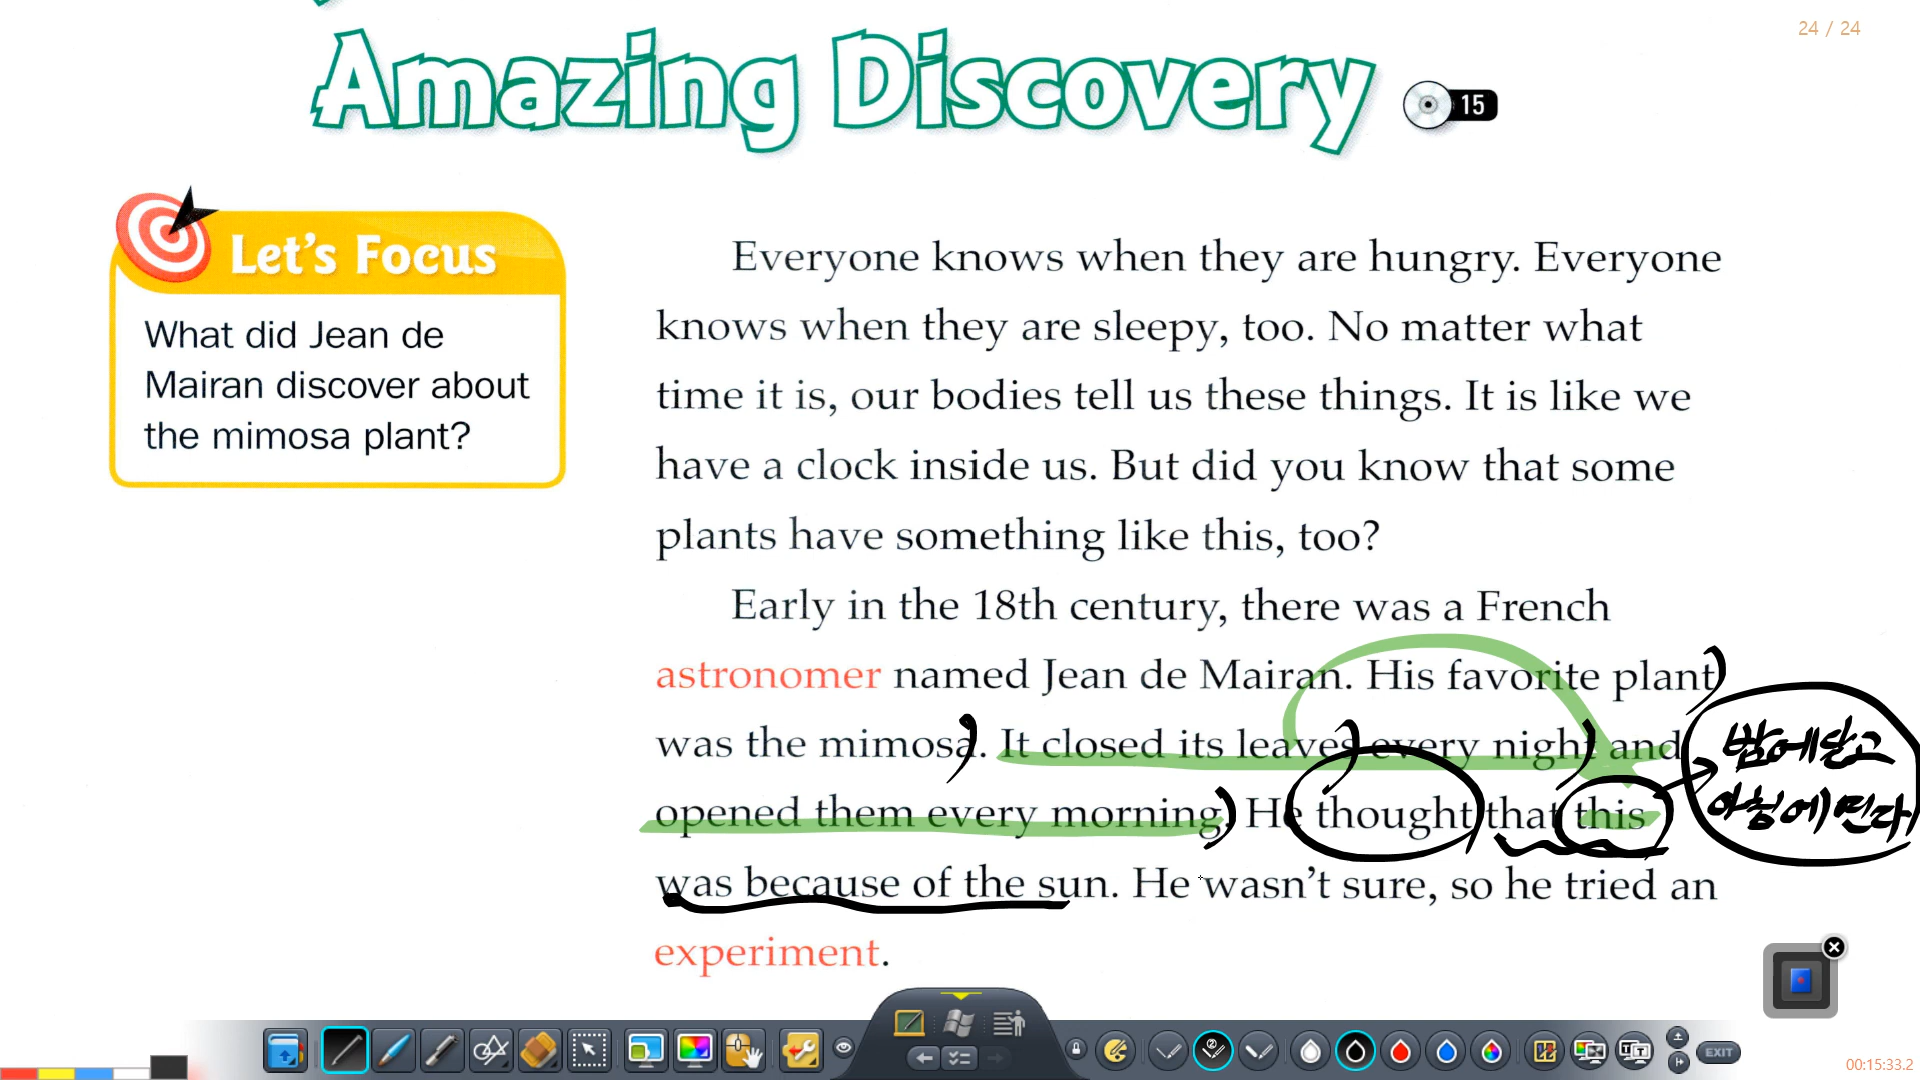 24 / 24
Amazing Discovery
15
Let's Focus
What did Jean de
Mairan discover about
the mimosa plant?
Everyone knows when they are hungry. Everyone
knows when they are sleepy, too. No matter what
time it is, our bodies tell us these things. It is like we
have a clock inside us. But did you know that some
plants have something like this, too?
Early in the 18th century, there was a French
astronomer named Jean de Mairan. His favorite plant
was the mimosa. It closed its leaves every night and
opened them every morning. He thought that this
was because of the sun. He wasn't sure, so he tried an
experiment.
밤에 닫고
아침에 핀다
EXIT
00:15:33.2